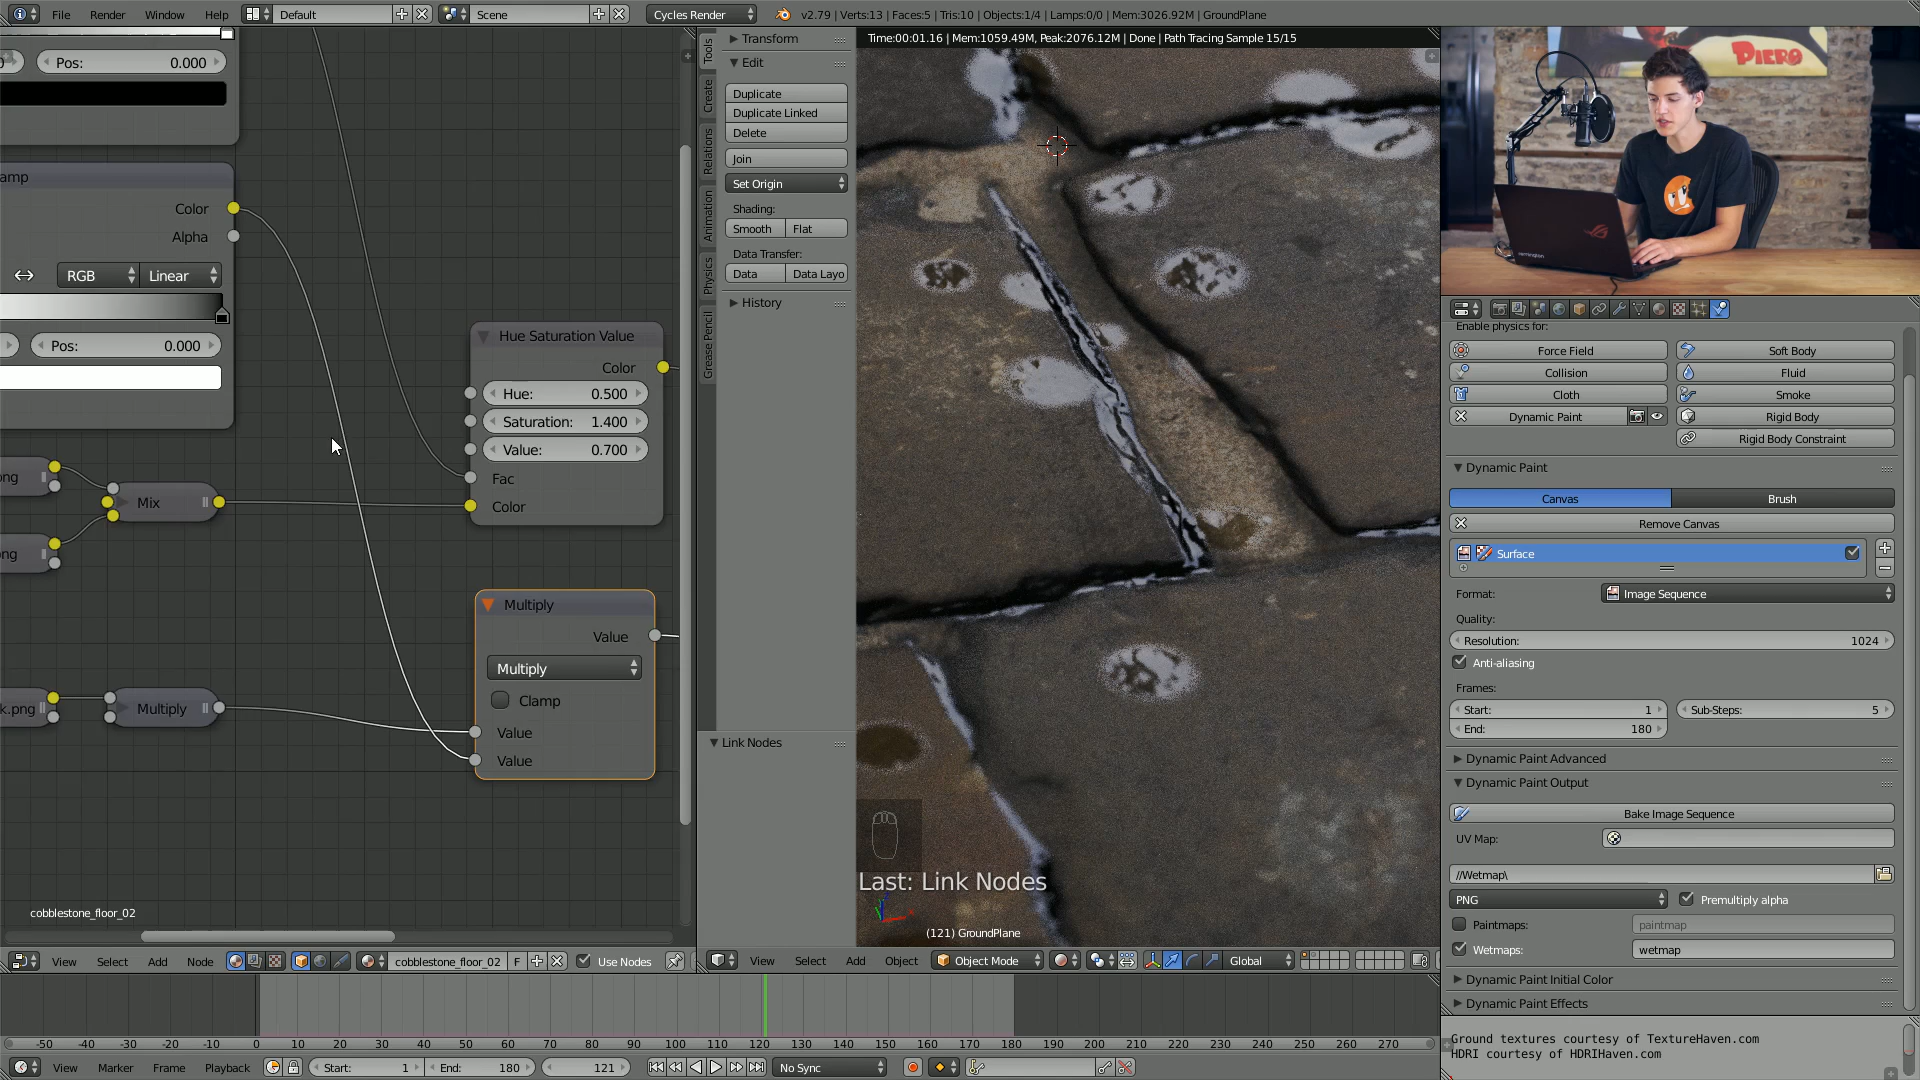 File Render Window Help Default Scene Cycles Render v2.79 | Verts:13 | Faces:5 | Tris:10 | Objects:1/4 | Lamps:0/0 | Mem:3026.92M | GroundPlane
Time:00:01.16 | Mem:1059.49M, Peak:2076.12M | Done | Path Tracing Sample 15/15
Pos: 0.000
amp
Color
Alpha
RGB Linear
Pos: 0.000
ng
Mix
ng
k.png
Multiply
Hue Saturation Value
Color
Hue: 0.500
Saturation: 1.400
Value: 0.700
Fac
Color
Multiply
Value
Multiply
Clamp
Value
Value
cobblestone_floor_02
View Select Add Node cobblestone_floor_02 F Use Nodes
Tools
Create
Relations
Animation
Physics
Grease Pencil
Transform
Edit
Duplicate
Duplicate Linked
Delete
Join
Set Origin
Shading:
Smooth Flat
Data Transfer:
Data Data Layo
History
Link Nodes
Last: Link Nodes
(121) GroundPlane
View Select Add Object Object Mode Global
PIERO
Enable physics for:
Force Field Soft Body
Collision Fluid
Cloth Smoke
Dynamic Paint Rigid Body
Rigid Body Constraint
Dynamic Paint
Canvas Brush
Remove Canvas
Surface
Format: Image Sequence
Quality:
Resolution: 1024
Anti-aliasing
Frames:
Start: 1 Sub-Steps: 5
End: 180
Dynamic Paint Advanced
Dynamic Paint Output
Bake Image Sequence
UV Map:
//Wetmap\
PNG Premultiply alpha
Paintmaps: paintmap
Wetmaps: wetmap
Dynamic Paint Initial Color
Dynamic Paint Effects
Ground textures courtesy of TextureHaven.com
HDRI courtesy of HDRIHaven.com
-50 -40 -30 -20 -10 0 10 20 30 40 50 60 70 80 90 100 110 120 130 140 150 160 170 180 190 200 210 220 230 240 250 260 270
View Marker Frame Playback Start: 1 End: 180 121 No Sync